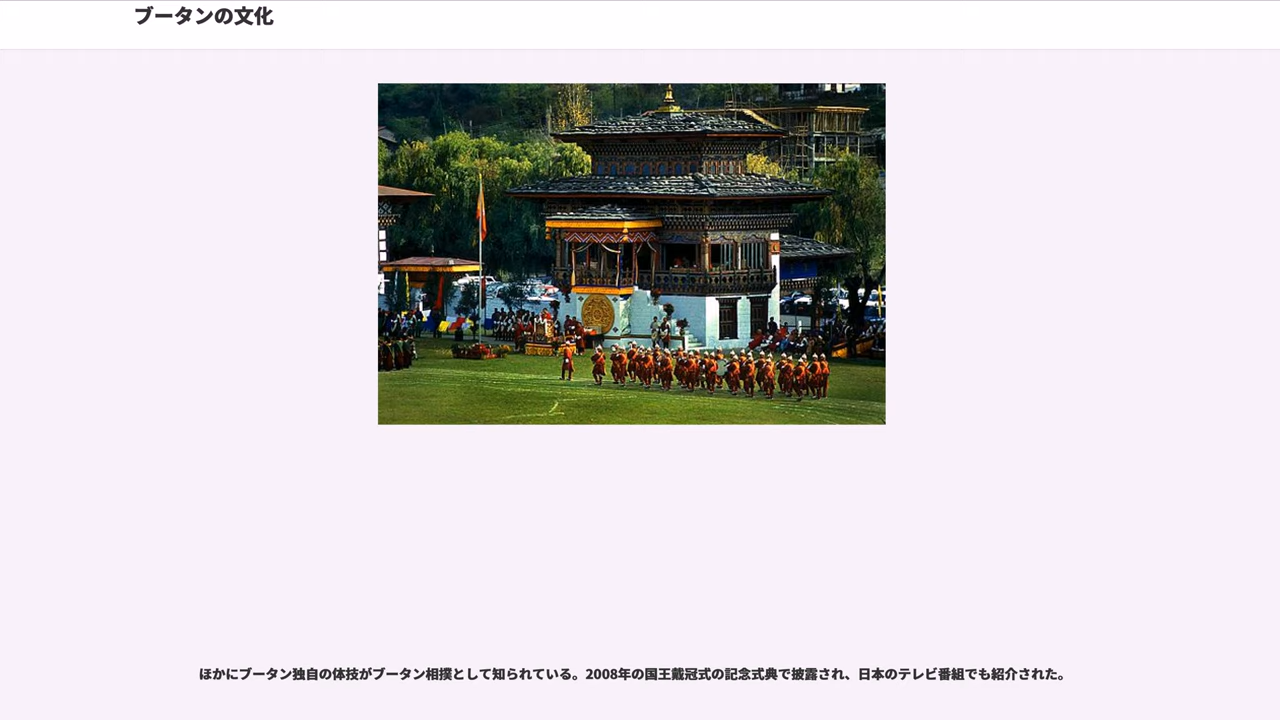 ブータンの文化
ほかにブータン独自の体技がブータン相撲として知られている。2008年の国王戴冠式の記念式典で披露され、日本のテレビ番組でも紹介された。